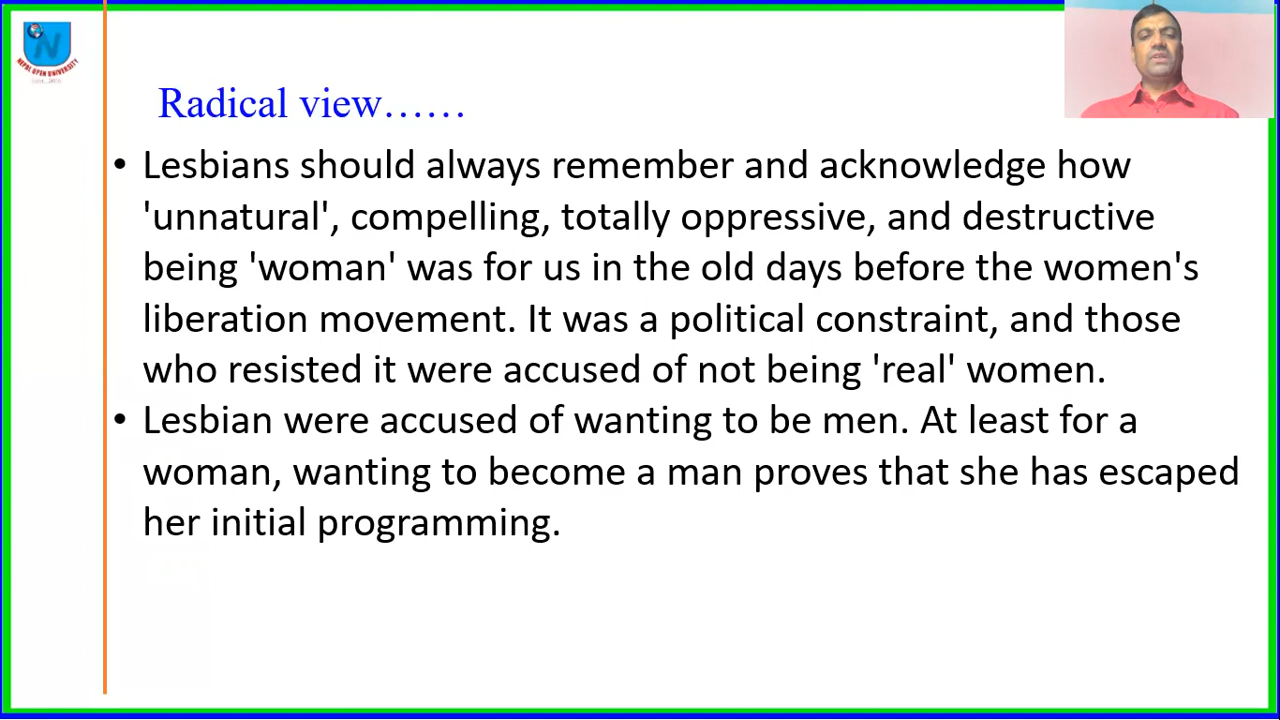 NEPAL OPEN UNIVERSITY
Radical view……
• Lesbians should always remember and acknowledge how
'unnatural', compelling, totally oppressive, and destructive
being 'woman' was for us in the old days before the women's
liberation movement. It was a political constraint, and those
who resisted it were accused of not being 'real' women.
• Lesbian were accused of wanting to be men. At least for a
woman, wanting to become a man proves that she has escaped
her initial programming.